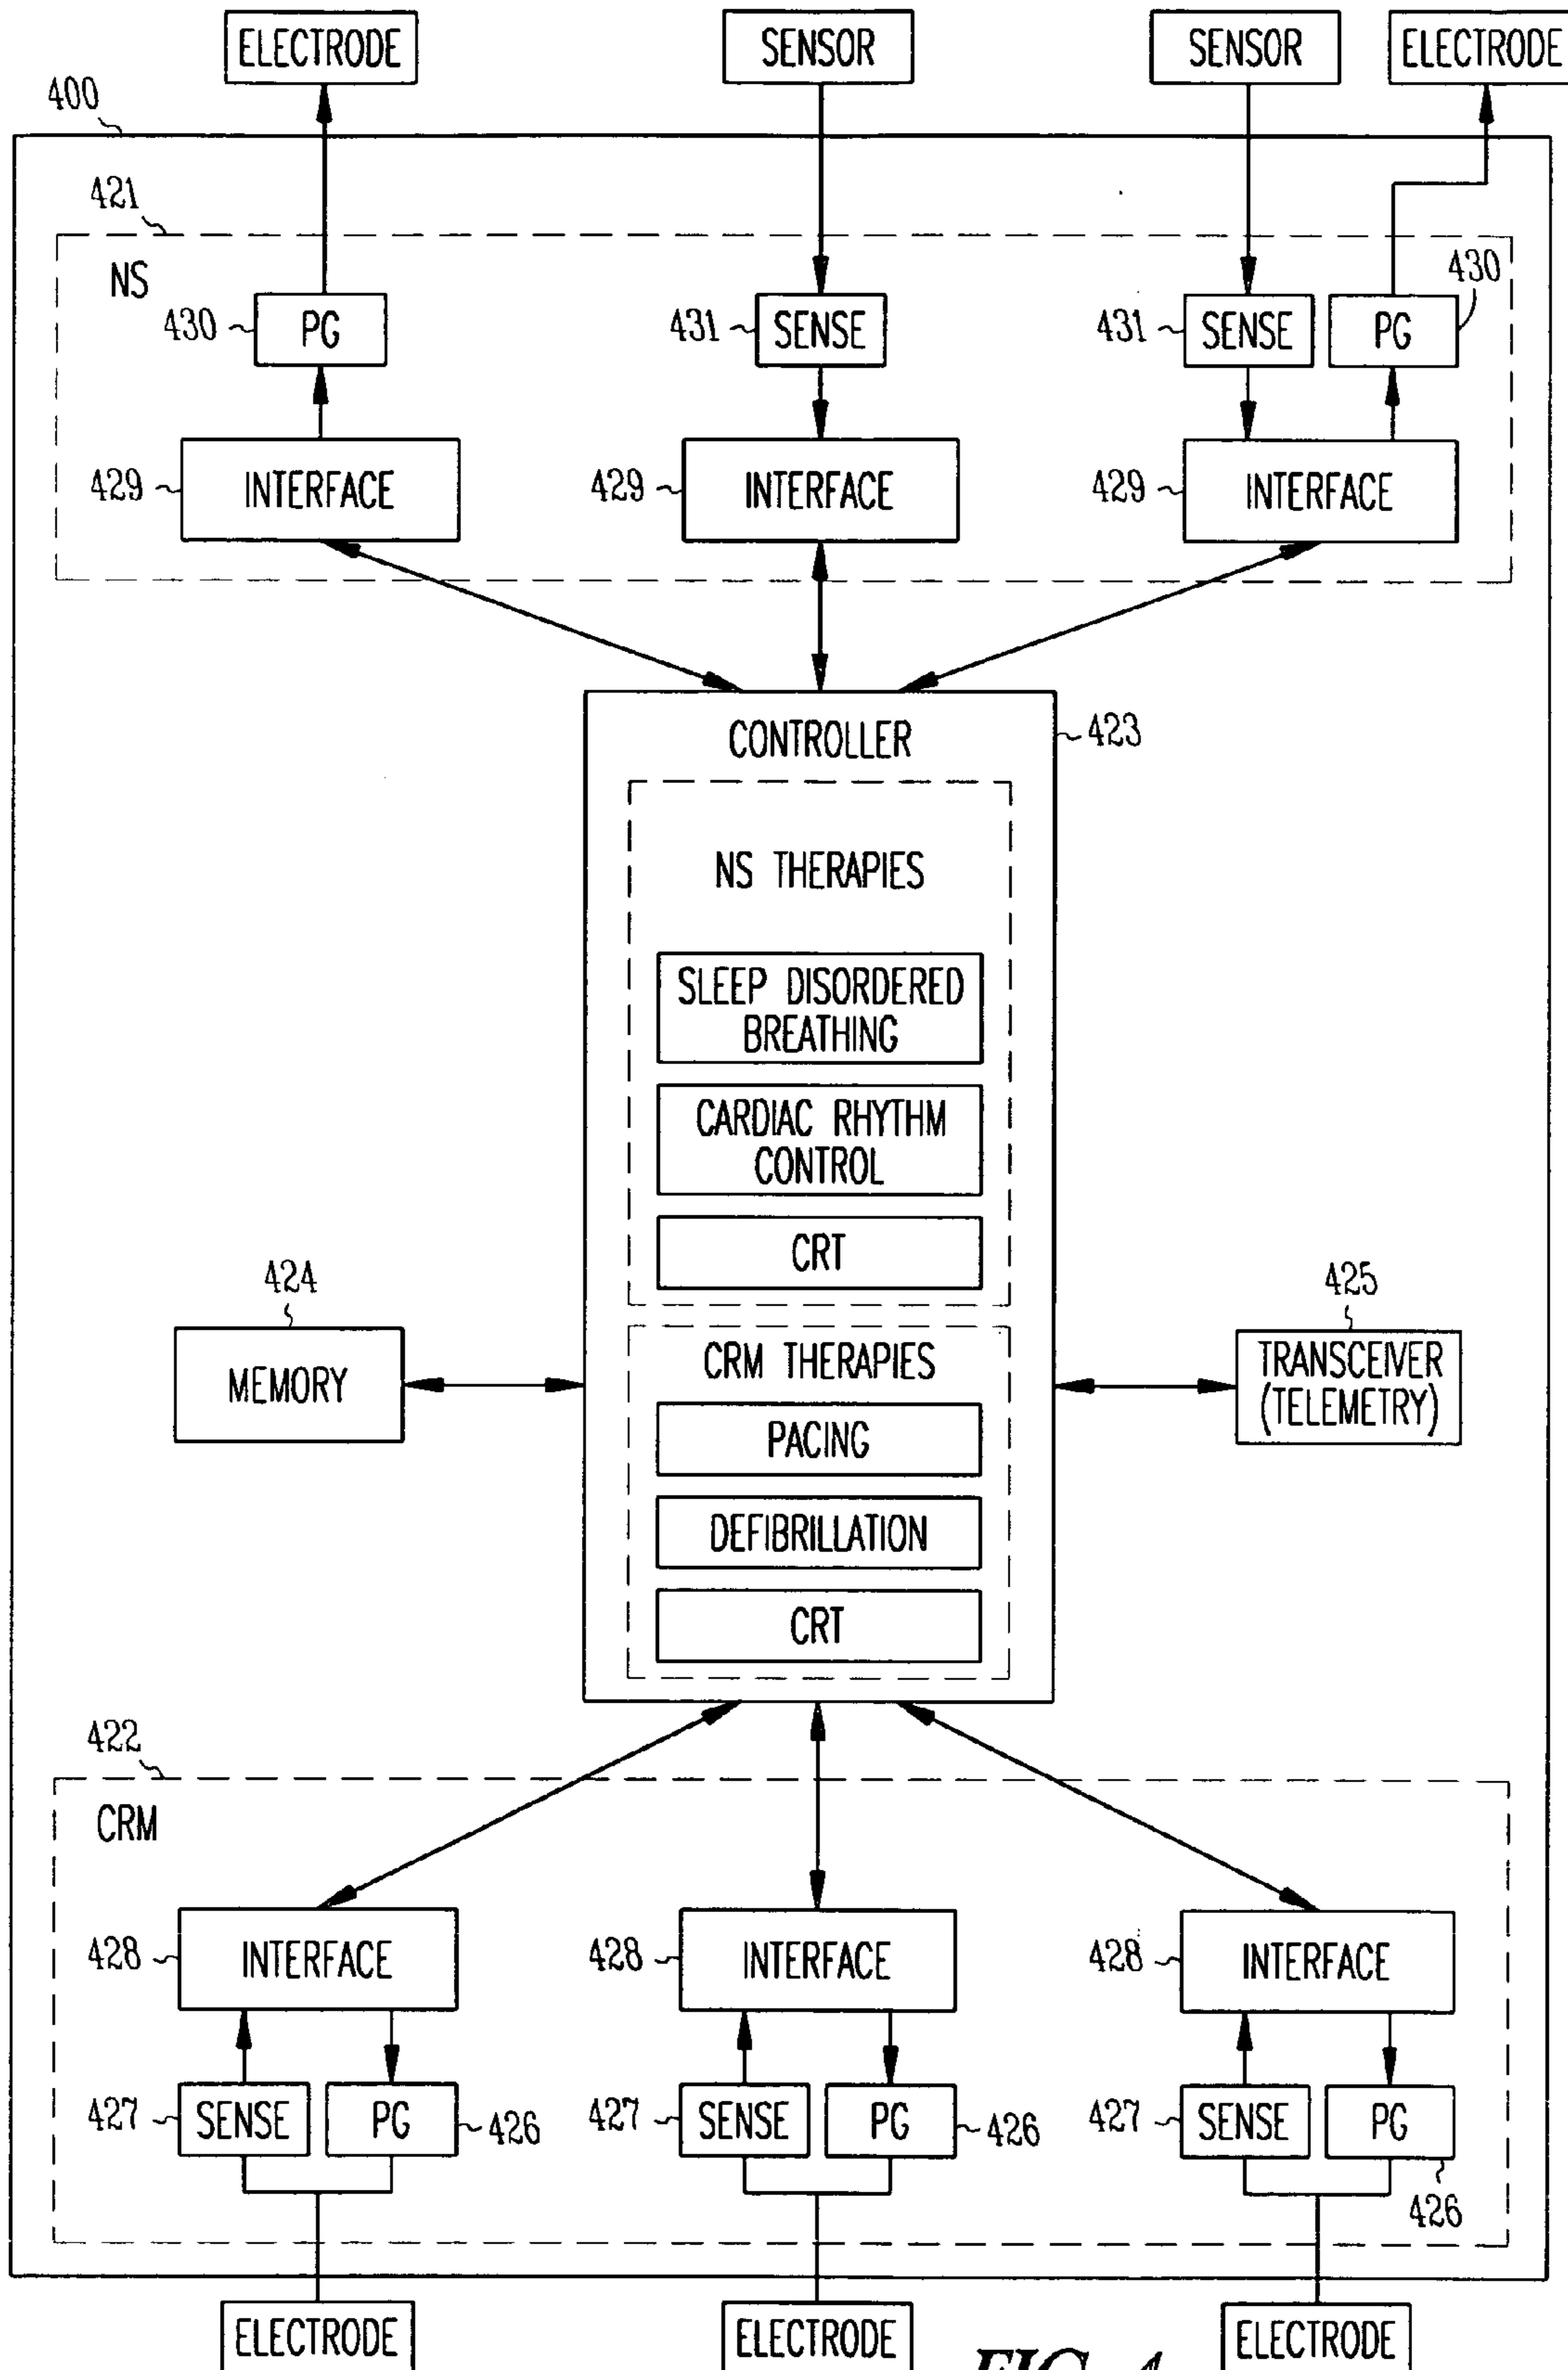 ELECTRODE
SENSOR
SENSOR
ELECTRODE
400
421
NS
430
PG
431
SENSE
431
SENSE
PG
430
429
INTERFACE
429
INTERFACE
429
INTERFACE
CONTROLLER
423
NS THERAPIES
SLEEP DISORDERED
BREATHING
CARDIAC RHYTHM
CONTROL
CRT
424
MEMORY
425
TRANSCEIVER
(TELEMETRY)
CRM THERAPIES
PACING
DEFIBRILLATION
CRT
422
CRM
428
INTERFACE
428
INTERFACE
428
INTERFACE
427
SENSE
PG
426
427
SENSE
PG
426
427
SENSE
PG
426
ELECTRODE
ELECTRODE
ELECTRODE
FIG. 4